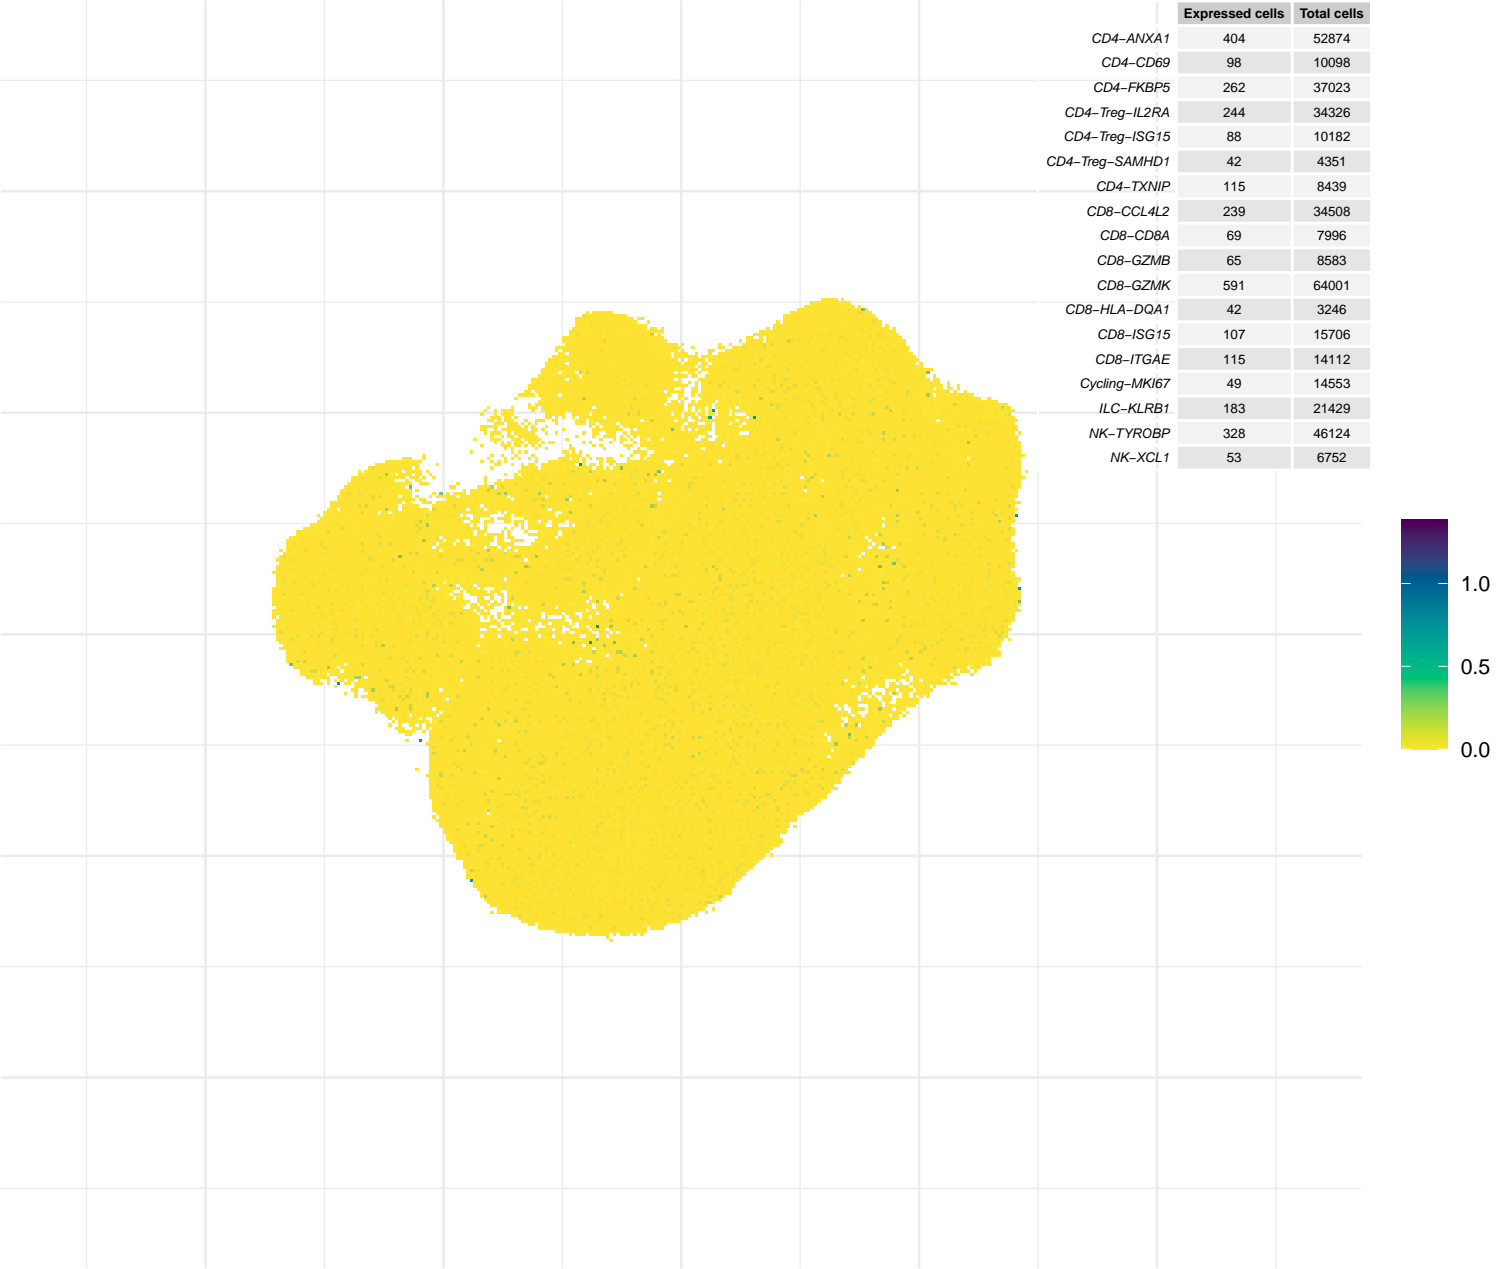 Expressed cells Total cells
CD4−ANXA1 404 52874
CD4−CD69 98 10098
CD4−FKBP5 262 37023
CD4−Treg−IL2RA 244 34326
CD4−Treg−ISG15 88 10182
CD4−Treg−SAMHD1 42 4351
CD4−TXNIP 115 8439
CD8−CCL4L2 239 34508
CD8−CD8A 69 7996
CD8−GZMB 65 8583
CD8−GZMK 591 64001
CD8−HLA−DQA1 42 3246
CD8−ISG15 107 15706
CD8−ITGAE 115 14112
Cycling−MKI67 49 14553
ILC−KLRB1 183 21429
NK−TYROBP 328 46124
NK−XCL1 53 6752
1.0
0.5
0.0